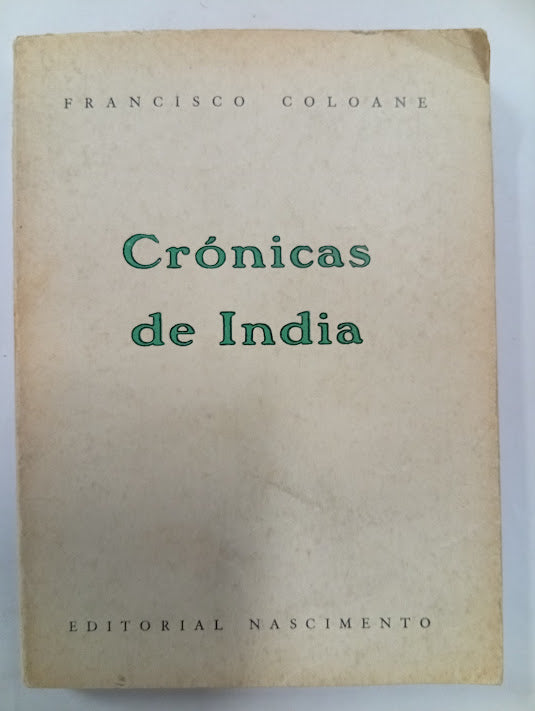 FRANCISCO COLOANE
Crónicas
de India
EDITORIAL NASCIMENTO